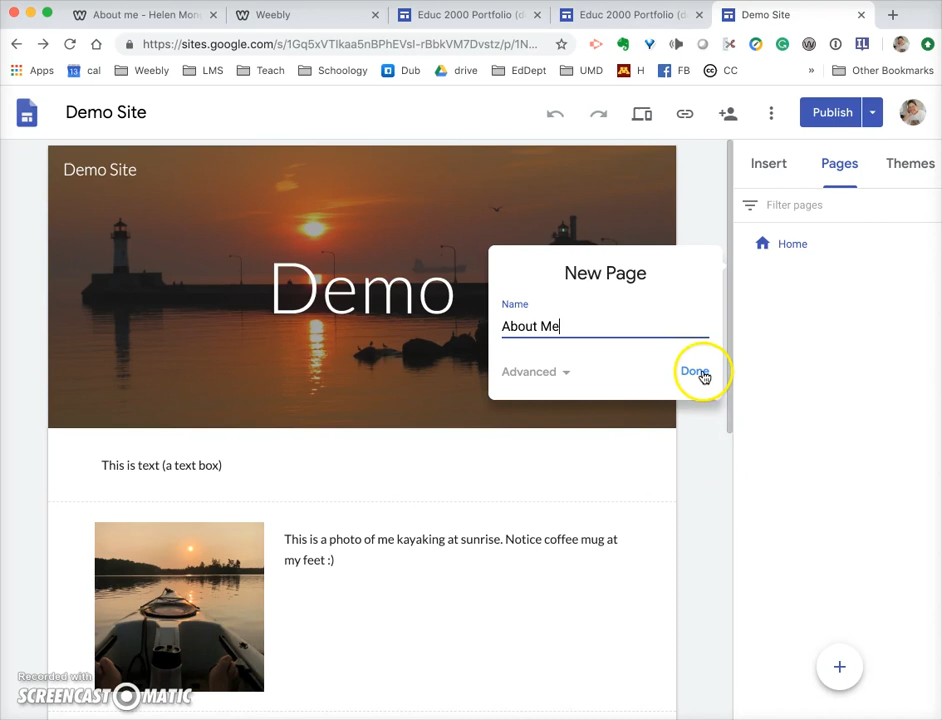 About me - Helen Mon
Weebly
Educ 2000 Portfolio (d
Educ 2000 Portfolio (d
Demo Site
https://sites.google.com/s/1Gq5xVTlkaa5nBPhEVsI-rBbkVM7Dvstz/p/1N...
Apps
cal
Weebly
LMS
Teach
Schoology
Dub
drive
EdDept
UMD
H
FB
CC
»
Other Bookmarks
Demo Site
Publish
Insert
Pages
Themes
Filter pages
Home
Demo Site
Demo
New Page
Name
About Me
Advanced
Done
This is text (a text box)
This is a photo of me kayaking at sunrise. Notice coffee mug at
my feet :)
Recorded with
SCREENCAST-O-MATIC